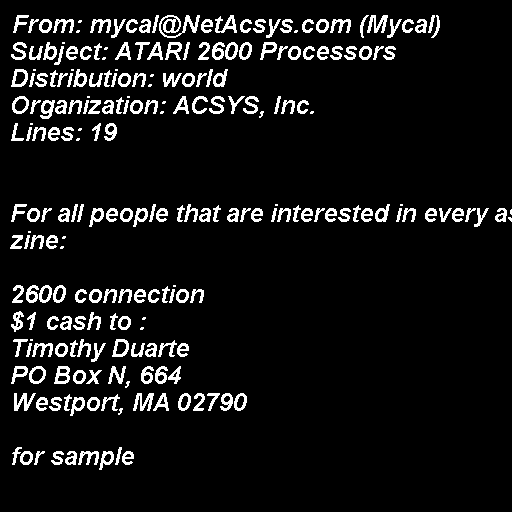 From: mycal@NetAcsys.com (Mycal)
Subject: ATARI 2600 Processors
Distribution: world
Organization: ACSYS, Inc.
Lines: 19
For all people that are interested in every
zine:
2600 connection
$1 cash to :
Timothy Duarte
PO Box N, 664
Westport, MA 02790
for sample